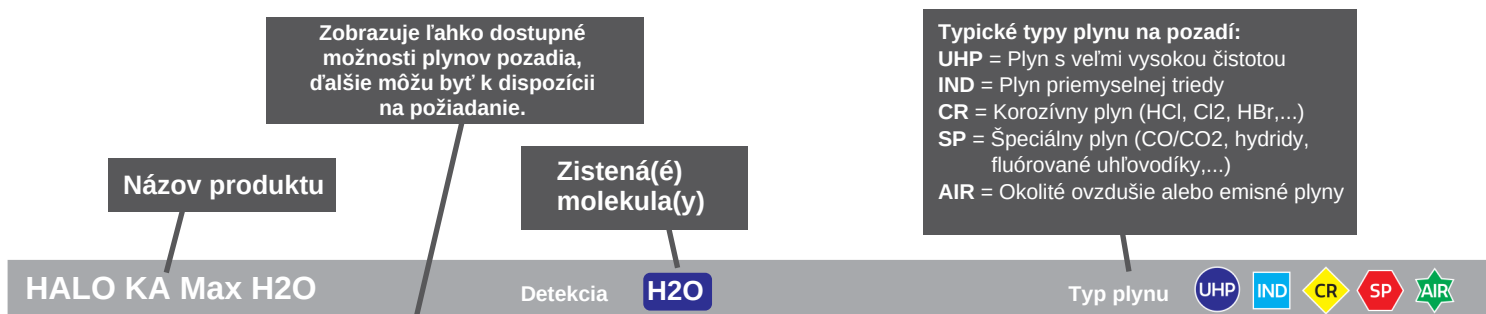 Zobrazuje ľahko dostupné
možnosti plynov pozadia,
ďalšie môžu byť k dispozícii
na požiadanie.
Typické typy plynu na pozadí:
UHP = Plyn s veľmi vysokou čistotou
IND = Plyn priemyselnej triedy
CR = Korozívny plyn (HCl, Cl2, HBr,...)
SP = Špeciálny plyn (CO/CO2, hydridy,
fluórované uhľovodíky,...)
AIR = Okolité ovzdušie alebo emisné plyny
Názov produktu
Zistená(é)
molekula(y)
HALO KA Max H2O Detekcia H2O Typ plynu UHP IND CR SP AIR